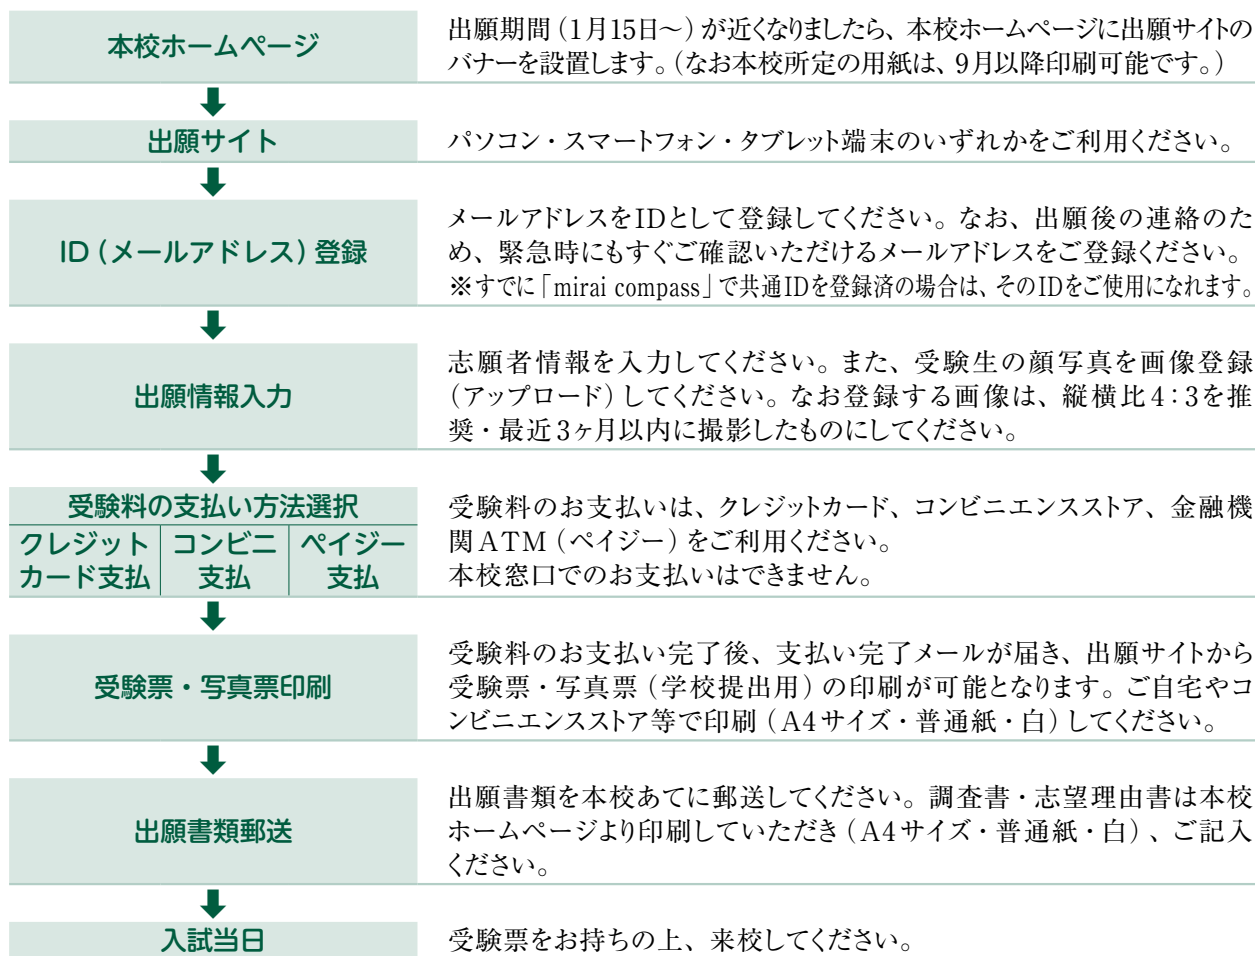 本校ホームページ
出願期間（1月15日〜）が近くなりましたら、本校ホームページに出願サイトの
バナーを設置します。（なお本校所定の用紙は、9月以降印刷可能です。）
出願サイト
パソコン・スマートフォン・タブレット端末のいずれかをご利用ください。
ID（メールアドレス）登録
メールアドレスをIDとして登録してください。なお、出願後の連絡のた
め、緊急時にもすぐご確認いただけるメールアドレスをご登録ください。
※すでに「mirai compass」で共通IDを登録済の場合は、そのIDをご使用になれます。
出願情報入力
志願者情報を入力してください。また、受験生の顔写真を画像登録
（アップロード）してください。なお登録する画像は、縦横比4：3を推
奨・最近3ヶ月以内に撮影したものにしてください。
受験料の支払い方法選択
クレジット
カード支払
コンビニ
支払
ペイジー
支払
受験料のお支払いは、クレジットカード、コンビニエンスストア、金融機
関ATM（ペイジー）をご利用ください。
本校窓口でのお支払いはできません。
受験票・写真票印刷
受験料のお支払い完了後、支払い完了メールが届き、出願サイトから
受験票・写真票（学校提出用）の印刷が可能となります。ご自宅やコ
ンビニエンスストア等で印刷（A4サイズ・普通紙・白）してください。
出願書類郵送
出願書類を本校あてに郵送してください。調査書・志望理由書は本校
ホームページより印刷していただき（A4サイズ・普通紙・白）、ご記入
ください。
入試当日
受験票をお持ちの上、来校してください。